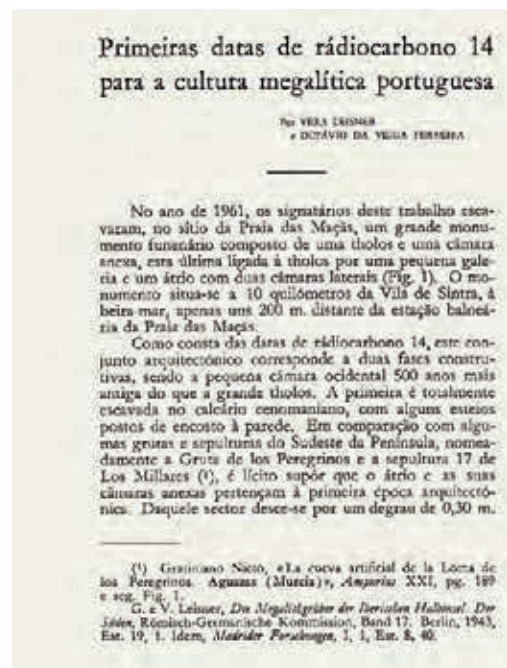 Primeiras datas de rádiocarbono 14
para a cultura megalítica portuguesa
Por VERA LEISNER
e OCTÁVIO DA VEIGA FERREIRA
No ano de 1961, os signatários deste trabalho esca-
varam, no sítio da Praia das Maçãs, um grande monu-
mento funerário composto de uma tholos e uma câmara
anexa, esta última ligada à tholos por uma pequena gale-
ria e um átrio com duas câmaras laterais (Fig. 1). O mo-
numento situa-se a 10 quilómetros da Vila de Sintra, à
beira-mar, apenas uns 200 m. distante da estação balneá-
ria da Praia das Maçãs.
Como consta das datas de rádiocarbono 14, este con-
junto arquitectónico corresponde a duas fases constru-
tivas, sendo a pequena câmara ocidental 500 anos mais
antiga do que a grande tholos. A primeira é totalmente
escavada no calcário cenomaniano, com alguns esteios
postos de encosto à parede. Em comparação com algu-
mas grutas e sepulturas do Sudeste da Península, nomea-
damente a Gruta de los Peregrinos e a sepultura 17 de
Los Millares (¹), é lícito supôr que o átrio e as suas
câmaras anexas pertençam à primeira época arquitectó-
nica. Daquele sector desce-se por um degrau de 0,30 m.
(¹) Gratiniano Nieto, «La cueva artificial de la Loma de
los Peregrinos. Aguazas (Murcia)», Ampurias XXI, pg. 189
e seg. Fig. 1.
G. e V. Leisner, Die Megalithgräber der Iberischen Halbinsel. Der
Süden, Römisch-Germanische Kommission, Band 17. Berlin, 1943,
Est. 19, 1. Idem, Madrider Forschungen, 1, 1, Est. 8, 40.